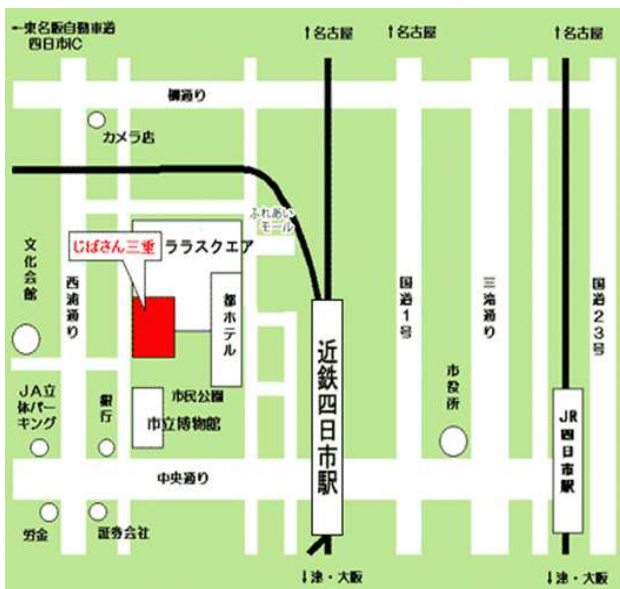 ←東名阪自動車道
四日市IC
↑名古屋
↑名古屋
↑名古屋
棚通り
カメラ店
ふれあい
モール
じばさん三重
ララスクエア
文化会館
西浦通り
都ホテル
国道1号
三滝通り
国道23号
近鉄四日市駅
市役所
JR四日市駅
JA立
体パー
キング
銀行
市民公園
市立博物館
中央通り
労金
証券会社
↓津・大阪
↓津・大阪